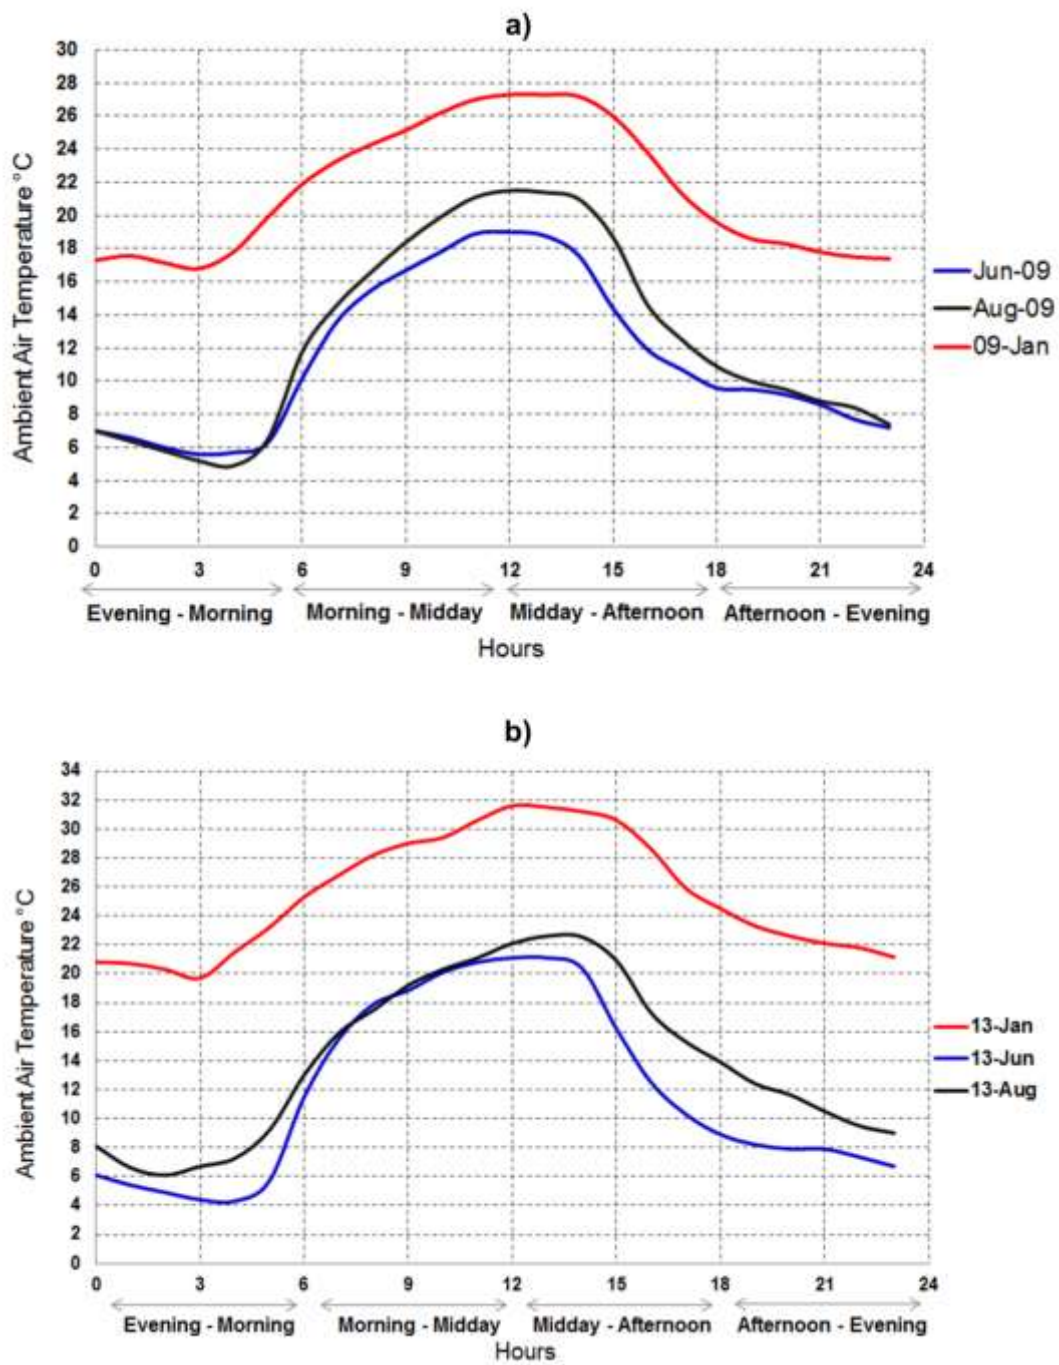 a)
30
28
26
24
22
20
18
16
14
12
10
8
6
4
2
0
Ambient Air Temperature °C
Jun-09
Aug-09
09-Jan
0 3 6 9 12 15 18 21 24
Evening - Morning Morning - Midday Midday - Afternoon Afternoon - Evening
Hours
b)
34
32
30
28
26
24
22
20
18
16
14
12
10
8
6
4
2
0
Ambient Air Temperature °C
13-Jan
13-Jun
13-Aug
0 3 6 9 12 15 18 21 24
Evening - Morning Morning - Midday Midday - Afternoon Afternoon - Evening
Hours